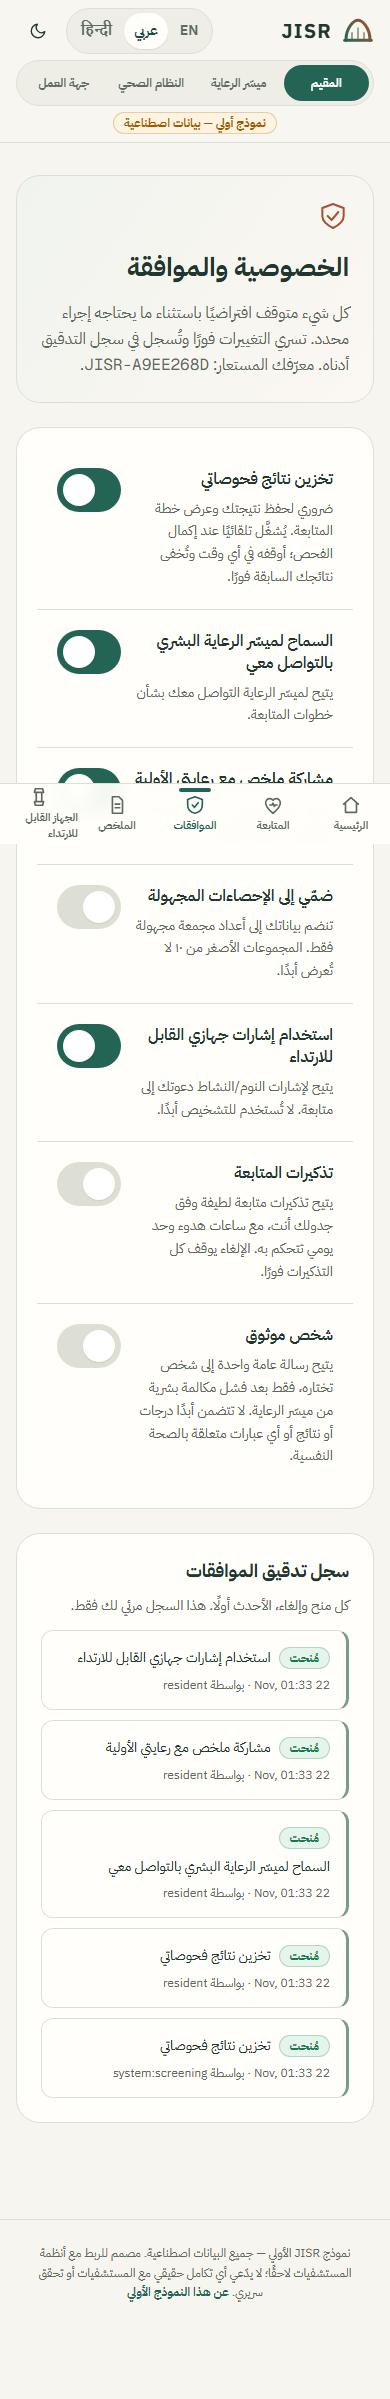 JISR
EN
عربي
हिन्दी
المقيم
ميسّر الرعاية
النظام الصحي
جهة العمل
نموذج أولي — بيانات اصطناعية
الخصوصية والموافقة
كل شيء متوقف افتراضيًا باستثناء ما يحتاجه إجراء
محدد. تسري التغييرات فورًا وتُسجل في سجل التدقيق
أدناه. معرّفك المستعار: JISR-A9EE268D.
تخزين نتائج فحوصاتي
ضروري لحفظ نتيجتك وعرض خطة
المتابعة. يُشغَّل تلقائيًا عند إكمال
الفحص؛ أوقفه في أي وقت وتُخفى
نتائجك السابقة فورًا.
السماح لميسّر الرعاية البشري
بالتواصل معي
يتيح لميسّر الرعاية التواصل معك بشأن
خطوات المتابعة.
مشاركة ملخص مع رعايتي الأولية
الرئيسية
المتابعة
الموافقات
الملخص
الجهاز القابل
للارتداء
ضمّي إلى الإحصاءات المجهولة
تنضم بياناتك إلى أعداد مجمعة مجهولة
فقط. المجموعات الأصغر من ١٠ لا
تُعرض أبدًا.
استخدام إشارات جهازي القابل
للارتداء
يتيح لإشارات النوم/النشاط دعوتك إلى
متابعة. لا تُستخدم للتشخيص أبدًا.
تذكيرات المتابعة
يتيح تذكيرات متابعة لطيفة وفق
جدولك أنت، مع ساعات هدوء وحد
يومي تتحكم به. الإلغاء يوقف كل
التذكيرات فورًا.
شخص موثوق
يتيح رسالة عامة واحدة إلى شخص
تختاره، فقط بعد فشل مكالمة بشرية
من ميسّر الرعاية. لا تتضمن أبدًا درجات
أو نتائج أو أي عبارات متعلقة بالصحة
النفسية.
سجل تدقيق الموافقات
كل منح وإلغاء، الأحدث أولًا. هذا السجل مرئي لك فقط.
مُنحت استخدام إشارات جهازي القابل للارتداء
22 Nov, 01:33 · بواسطة resident
مُنحت مشاركة ملخص مع رعايتي الأولية
22 Nov, 01:33 · بواسطة resident
مُنحت
السماح لميسّر الرعاية البشري بالتواصل معي
22 Nov, 01:33 · بواسطة resident
مُنحت تخزين نتائج فحوصاتي
22 Nov, 01:33 · بواسطة resident
مُنحت تخزين نتائج فحوصاتي
22 Nov, 01:33 · بواسطة system:screening
نموذج JISR الأولي — جميع البيانات اصطناعية. مصمم للربط مع أنظمة
المستشفيات لاحقًا؛ لا يدّعي أي تكامل حقيقي مع المستشفيات أو تحقق
سريري. عن هذا النموذج الأولي